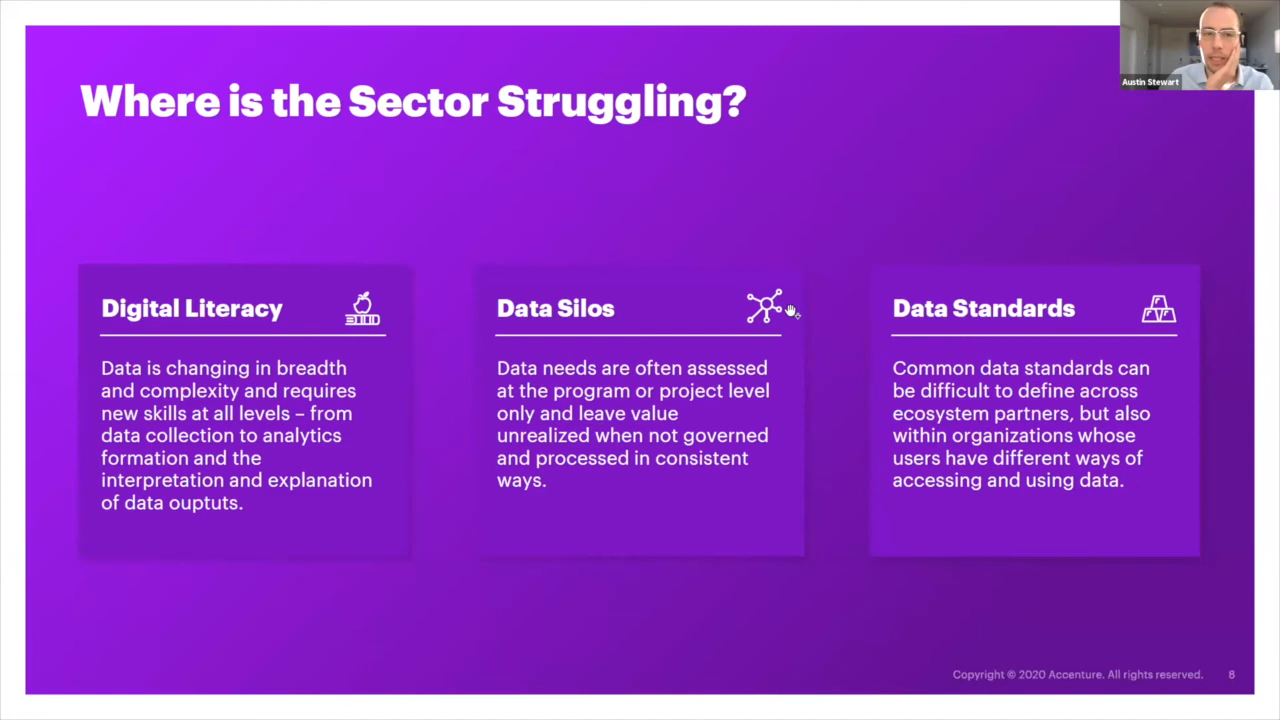 Austin Stewart
Where is the Sector Struggling?
Digital Literacy
Data is changing in breadth
and complexity and requires
new skills at all levels – from
data collection to analytics
formation and the
interpretation and explanation
of data ouptuts.
Data Silos
Data needs are often assessed
at the program or project level
only and leave value
unrealized when not governed
and processed in consistent
ways.
Data Standards
Common data standards can
be difficult to define across
ecosystem partners, but also
within organizations whose
users have different ways of
accessing and using data.
Copyright © 2020 Accenture. All rights reserved. 8